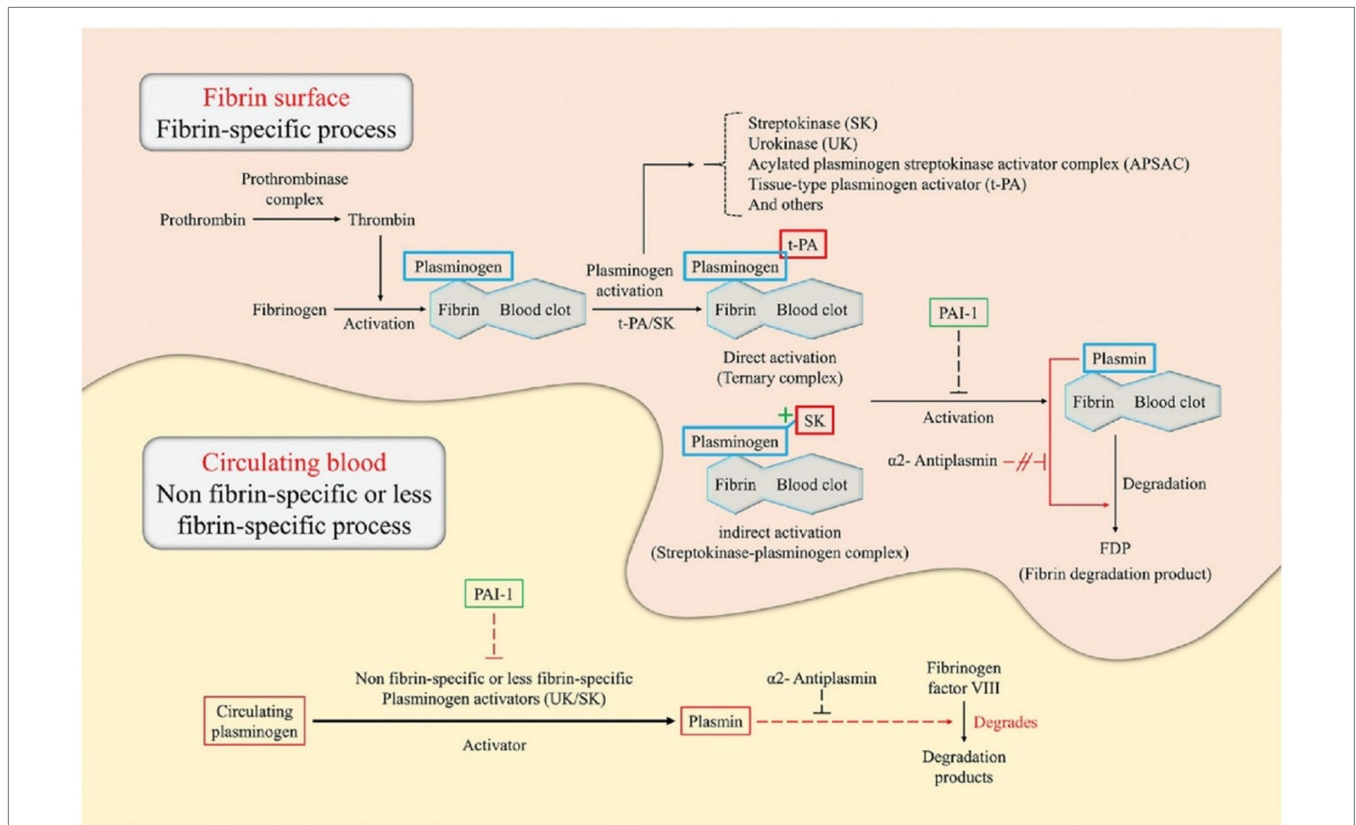 Fibrin surface
Fibrin-specific process
Streptokinase (SK)
Urokinase (UK)
Acylated plasminogen streptokinase activator complex (APSAC)
Tissue-type plasminogen activator (t-PA)
And others
Prothrombinase
complex
Prothrombin
Thrombin
Fibrinogen
Activation
Plasminogen
Fibrin
Blood clot
Plasminogen
activation
t-PA/SK
t-PA
Plasminogen
Fibrin
Blood clot
Direct activation
(Ternary complex)
+
SK
Plasminogen
Fibrin
Blood clot
indirect activation
(Streptokinase-plasminogen complex)
PAI-1
Activation
α2- Antiplasmin
Plasmin
Fibrin
Blood clot
Degradation
FDP
(Fibrin degradation product)
Circulating blood
Non fibrin-specific or less
fibrin-specific process
PAI-1
Non fibrin-specific or less fibrin-specific
Plasminogen activators (UK/SK)
Circulating
plasminogen
Activator
Plasmin
α2- Antiplasmin
Fibrinogen
factor VIII
Degrades
Degradation
products